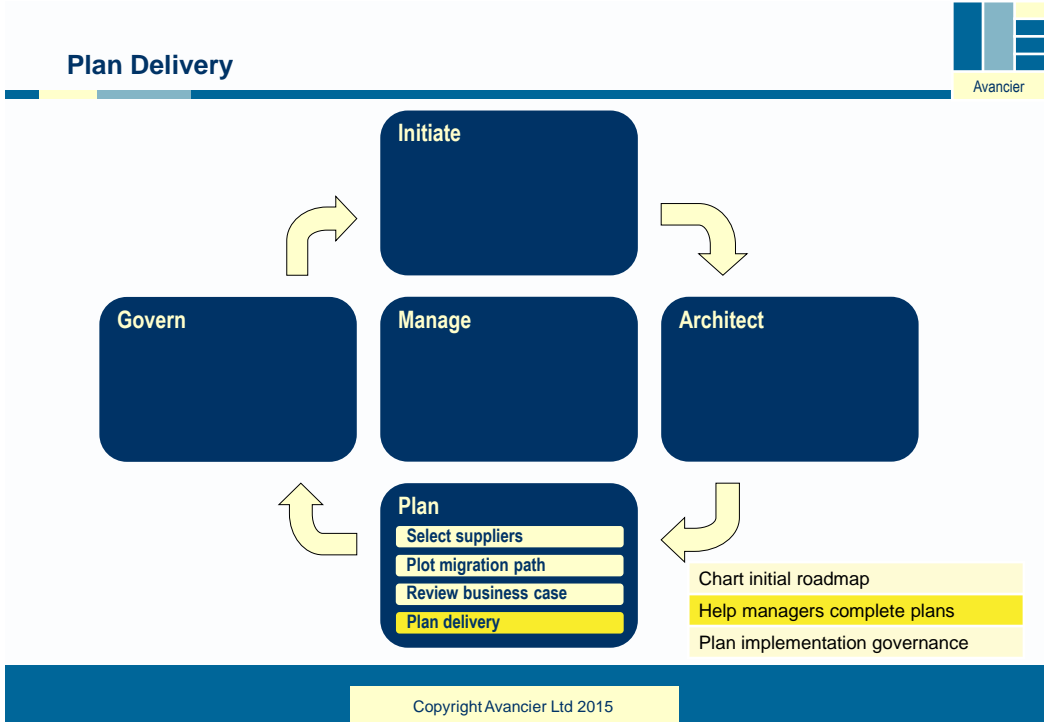 Plan Delivery
Avancier
Initiate
Govern
Manage
Architect
Plan
Select suppliers
Plot migration path
Review business case
Plan delivery
Chart initial roadmap
Help managers complete plans
Plan implementation governance
Copyright Avancier Ltd 2015